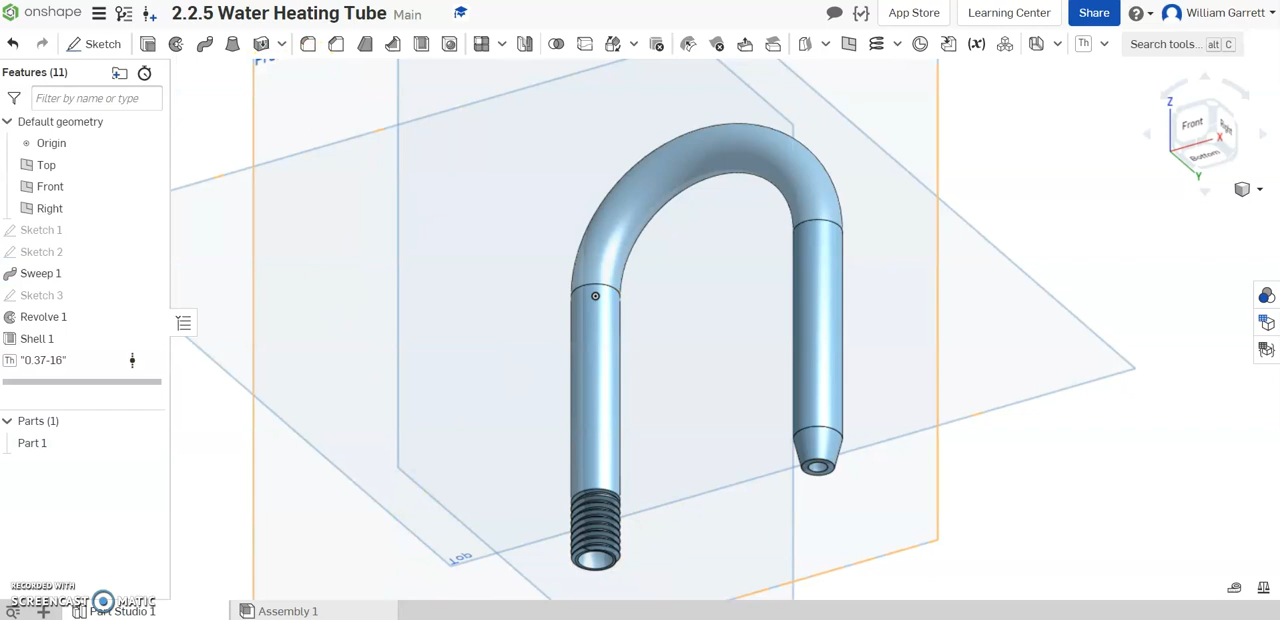 onshape
2.2.5 Water Heating Tube Main
App Store
Learning Center
Share
William Garrett
Sketch
Th
Search tools... alt C
Features (11)
Filter by name or type
Default geometry
Origin
Top
Front
Right
Sketch 1
Sketch 2
Sweep 1
Sketch 3
Revolve 1
Shell 1
Th "0.37-16"
Parts (1)
Part 1
Top
Z
Front
Right
X
Bottom
Y
RECORDED WITH
SCREENCAST MATIC
Part Studio 1
Assembly 1